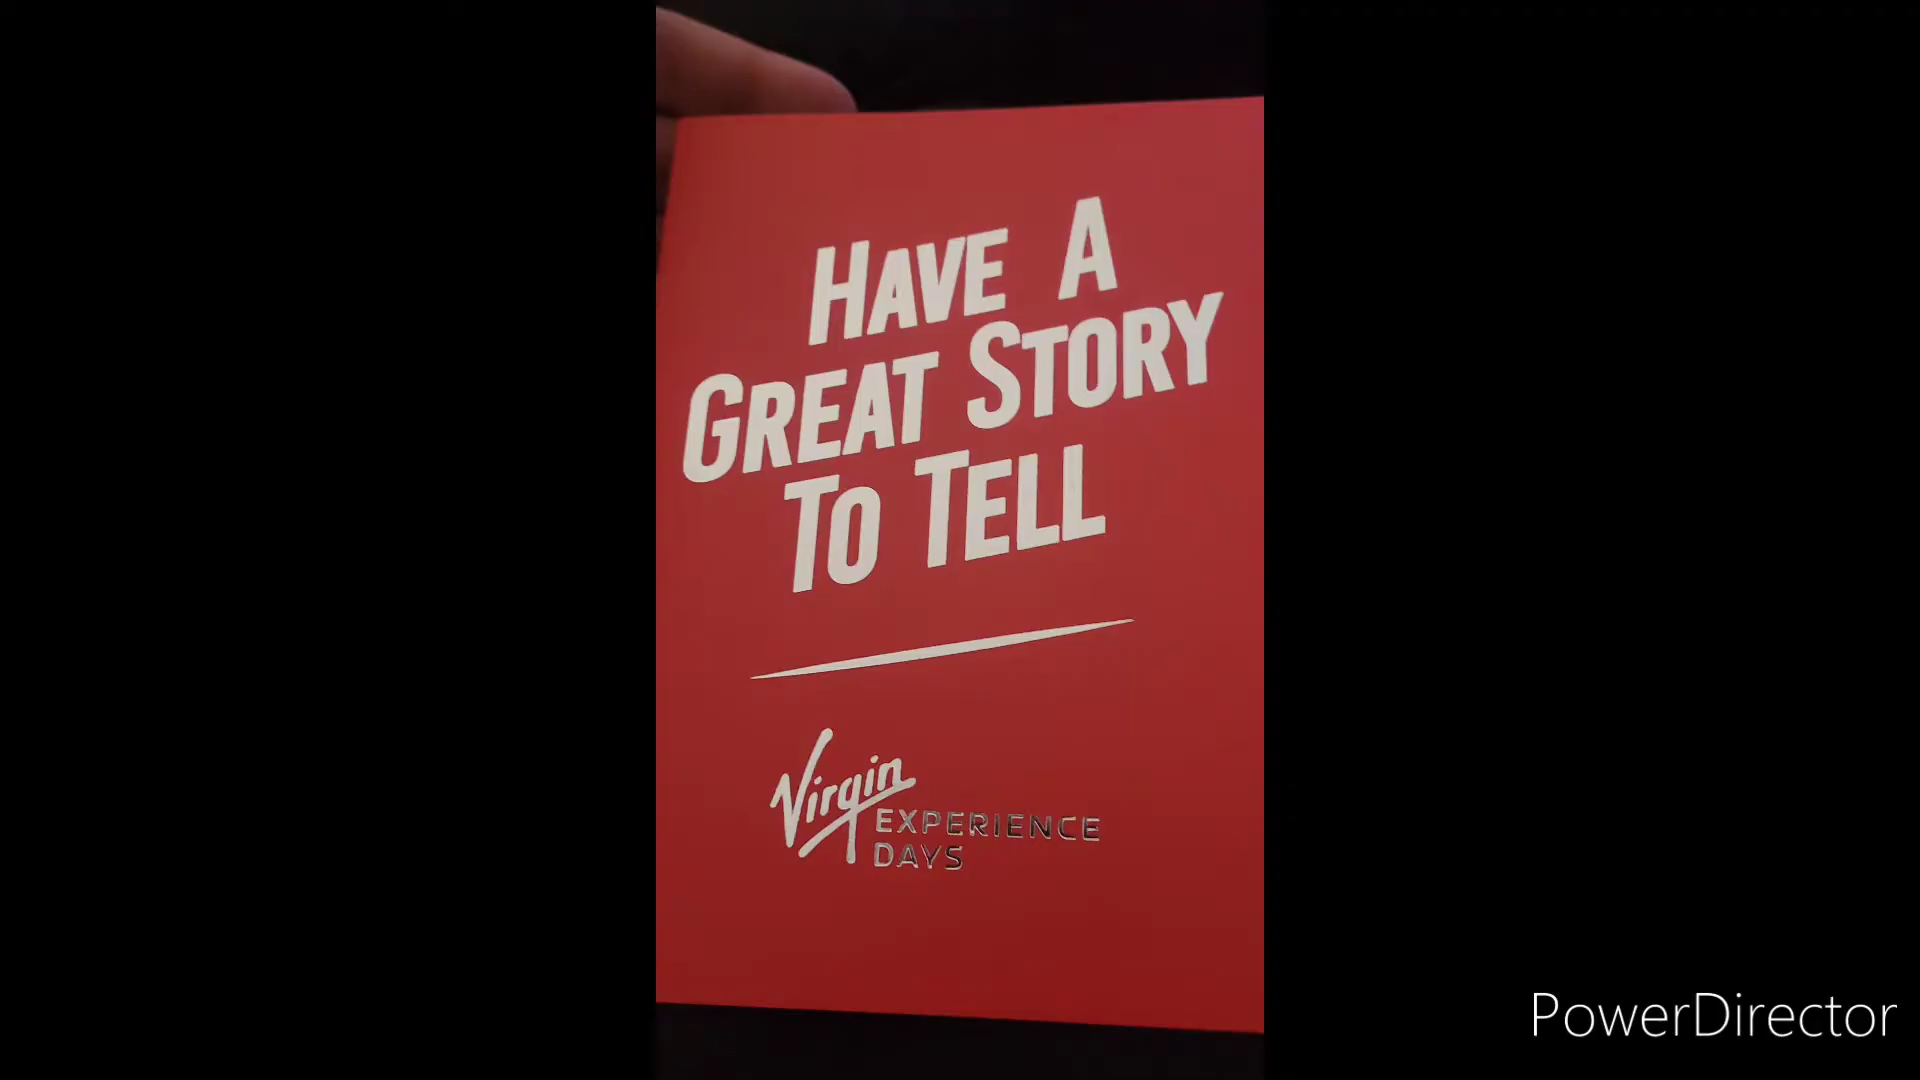 HAVE A
GREAT STORY
TO TELL
Virgin
EXPERIENCE
DAYS
PowerDirector